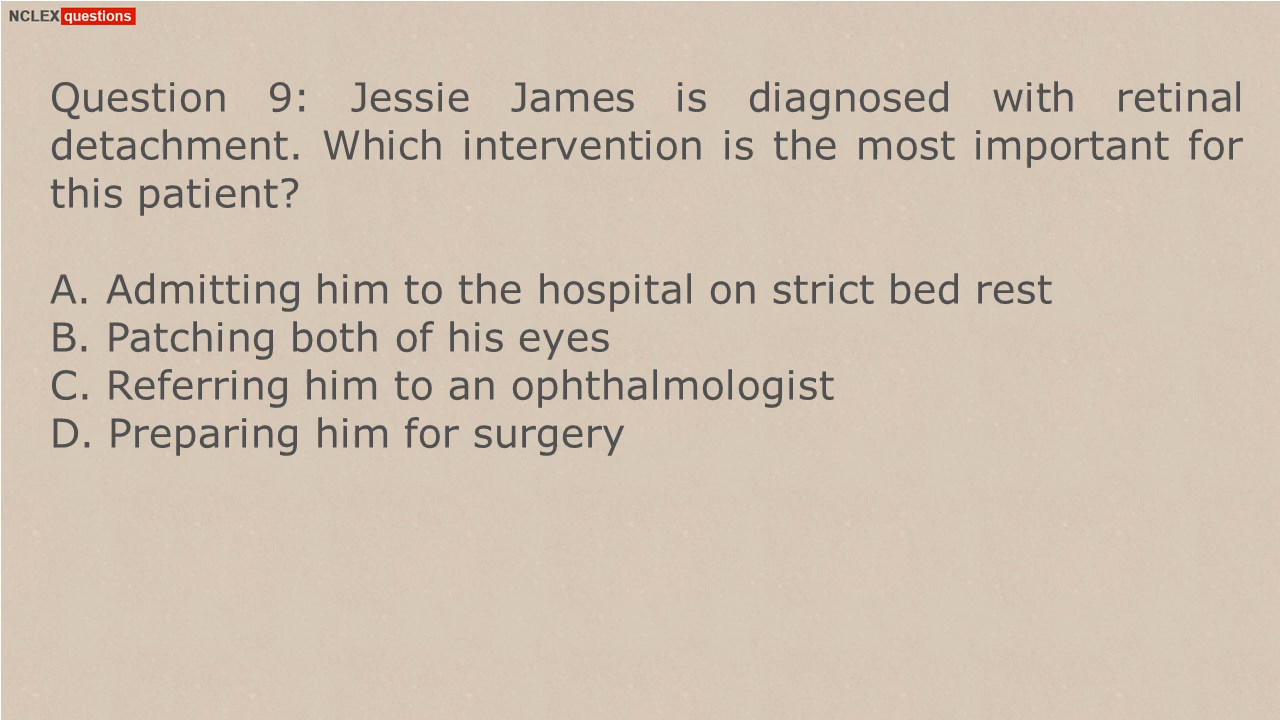 NCLEX questions
Question 9: Jessie James is diagnosed with retinal
detachment. Which intervention is the most important for
this patient?
A. Admitting him to the hospital on strict bed rest
B. Patching both of his eyes
C. Referring him to an ophthalmologist
D. Preparing him for surgery